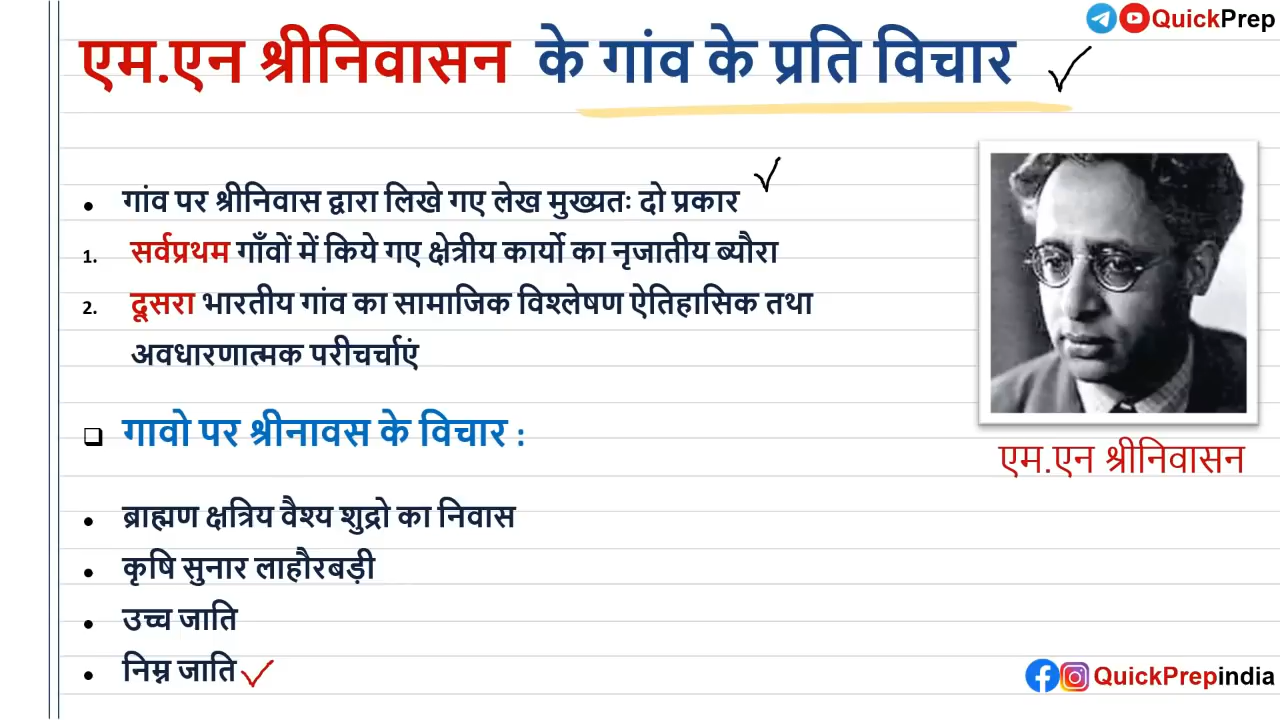 QuickPrep
एम.एन श्रीनिवासन के गांव के प्रति विचार
गांव पर श्रीनिवास द्वारा लिखे गए लेख मुख्यतः दो प्रकार
1. सर्वप्रथम गाँवों में किये गए क्षेत्रीय कार्यो का नृजातीय ब्यौरा
2. दूसरा भारतीय गांव का सामाजिक विश्लेषण ऐतिहासिक तथा
अवधारणात्मक परीचर्चाएं
एम.एन श्रीनिवासन
गावो पर श्रीनावस के विचार :
ब्राह्मण क्षत्रिय वैश्य शुद्रो का निवास
कृषि सुनार लाहौरबड़ी
उच्च जाति
निम्न जाति
QuickPrepindia